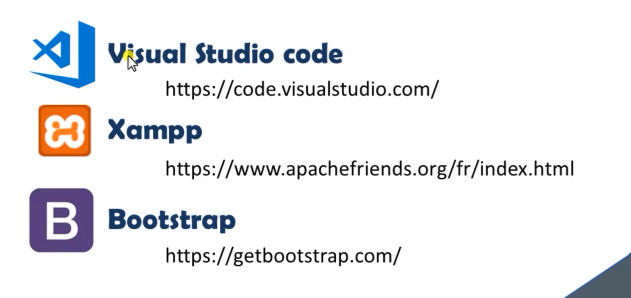 Visual Studio code
https://code.visualstudio.com/
Xampp
https://www.apachefriends.org/fr/index.html
B Bootstrap
https://getbootstrap.com/